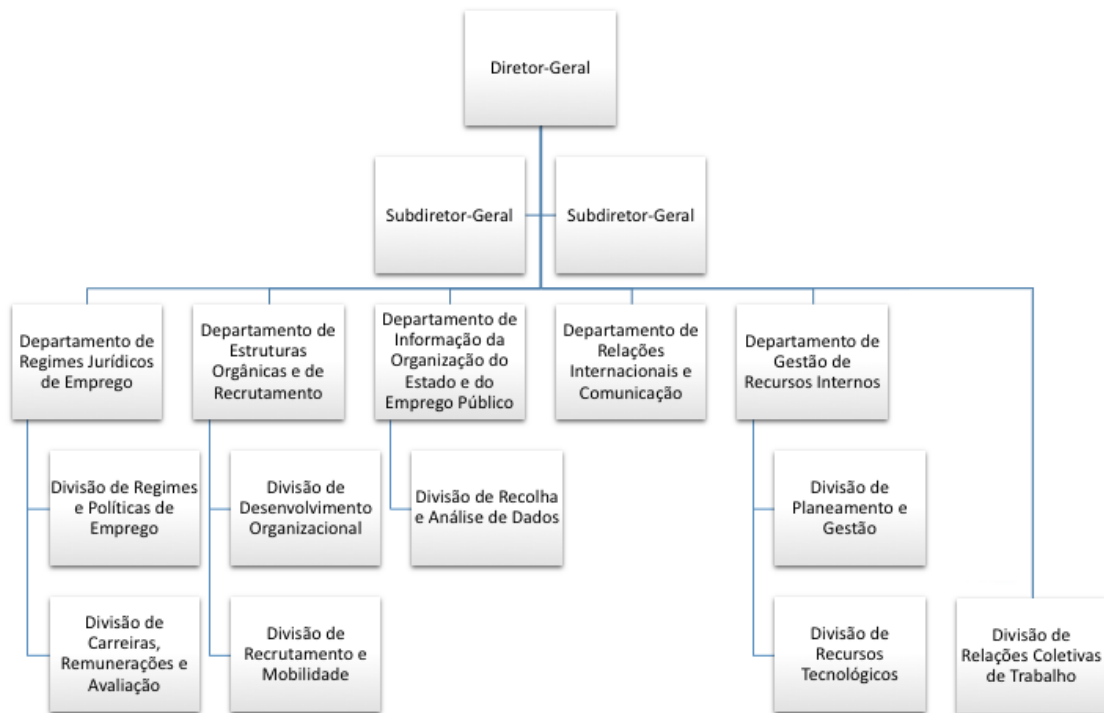 Diretor-Geral
Subdiretor-Geral
Subdiretor-Geral
Departamento de
Regimes Jurídicos
de Emprego
Departamento de
Estruturas
Orgânicas e de
Recrutamento
Departamento de
Informação da
Organização do
Estado e do
Emprego Público
Departamento de
Relações
Internacionais e
Comunicação
Departamento de
Gestão de
Recursos Internos
Divisão de Regimes
e Políticas de
Emprego
Divisão de
Desenvolvimento
Organizacional
Divisão de Recolha
e Análise de Dados
Divisão de
Planeamento e
Gestão
Divisão de
Carreiras,
Remunerações e
Avaliação
Divisão de
Recrutamento e
Mobilidade
Divisão de
Recursos
Tecnológicos
Divisão de
Relações Coletivas
de Trabalho